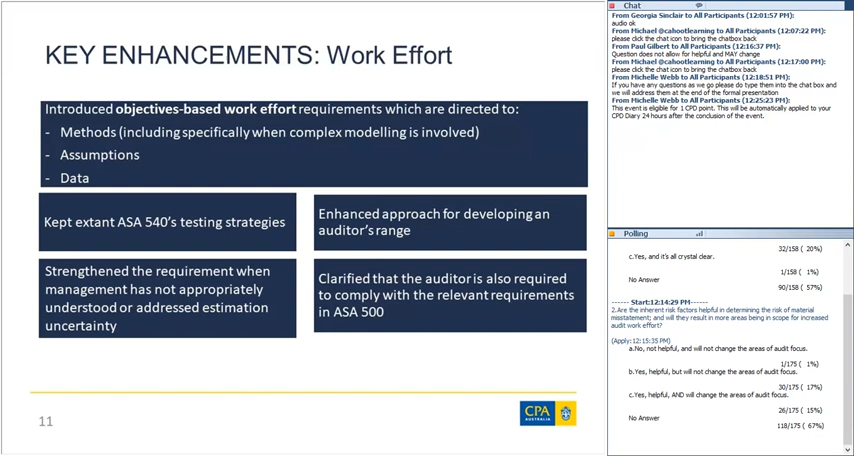 KEY ENHANCEMENTS: Work Effort
Introduced objectives-based work effort requirements which are directed to:
- Methods (including specifically when complex modelling is involved)
- Assumptions
- Data
Kept extant ASA 540's testing strategies
Enhanced approach for developing an
auditor's range
Strengthened the requirement when
management has not appropriately
understood or addressed estimation
uncertainty
Clarified that the auditor is also required
to comply with the relevant requirements
in ASA 500
11
CPA
AUSTRALIA
Chat
From Georgia Sinclair to All Participants (12:01:57 PM):
audio ok
From Michael @cahootlearning to All Participants (12:07:22 PM):
please click the chat icon to bring the chatbox back
From Paul Gilbert to All Participants (12:16:37 PM):
Question does not allow for helpful and MAY change
From Michael @cahootlearning to All Participants (12:17:00 PM):
please click the chat icon to bring the chatbox back
From Michelle Webb to All Participants (12:18:51 PM):
If you have any questions as we go please do type them into the chat box and
we will address them at the end of the formal presentation
From Michelle Webb to All Participants (12:25:23 PM):
This event is eligible for 1 CPD point. This will be automatically applied to your
CPD Diary 24 hours after the conclusion of the event.
Polling
32/158 ( 20%)
c.Yes, and it's all crystal clear.
1/158 ( 1%)
No Answer
90/158 ( 57%)
------ Start:12:14:29 PM------
2.Are the inherent risk factors helpful in determining the risk of material
misstatement; and will they result in more areas being in scope for increased
audit work effort?
(Apply:12:15:35 PM)
a.No, not helpful, and will not change the areas of audit focus.
1/175 ( 1%)
b.Yes, helpful, but will not change the areas of audit focus.
30/175 ( 17%)
c.Yes, helpful, AND will change the areas of audit focus.
26/175 ( 15%)
No Answer
118/175 ( 67%)